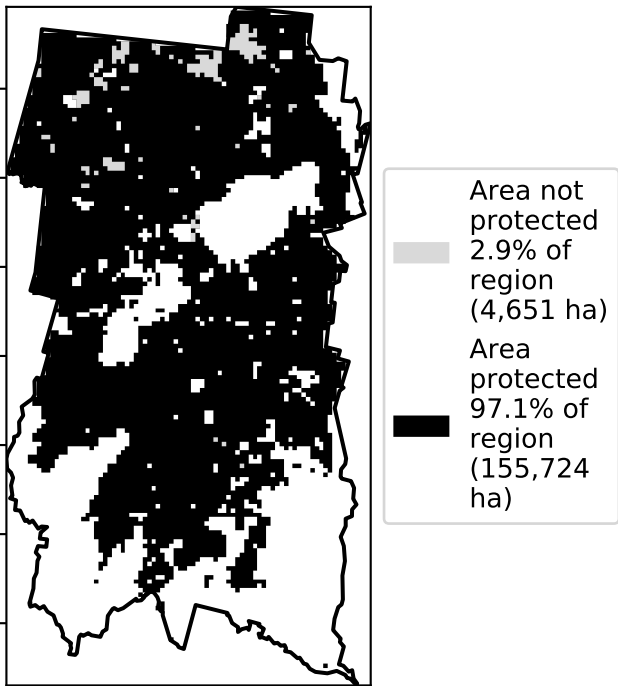 Area not
protected
2.9% of
region
(4,651 ha)
Area
protected
97.1% of
region
(155,724
ha)